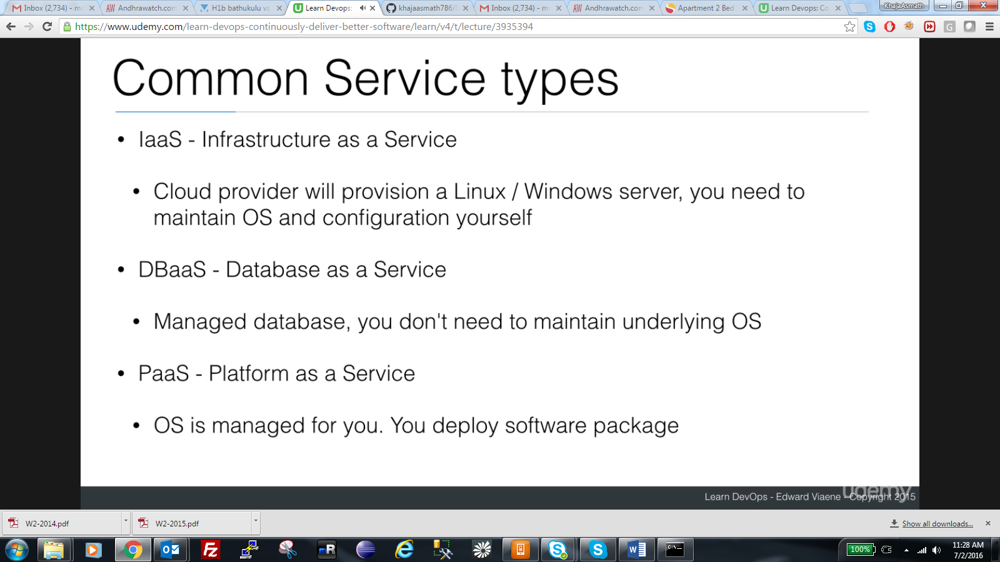 Inbox (2,734) - mc
Andhrawatch.com
H1b bathukulu vs
Learn Devops:
khajaasmath786/
Inbox (2,734) - mc
Andhrawatch.com
Apartment 2 Bed
Learn Devops: Co
KhajaAsmath
https://www.udemy.com/learn-devops-continuously-deliver-better-software/learn/v4/t/lecture/3935394
Common Service types
• IaaS - Infrastructure as a Service
• Cloud provider will provision a Linux / Windows server, you need to
maintain OS and configuration yourself
• DBaaS - Database as a Service
• Managed database, you don't need to maintain underlying OS
• PaaS - Platform as a Service
• OS is managed for you. You deploy software package
udemy
Learn DevOps - Edward Viaene - Copyright 2015
W2-2014.pdf
W2-2015.pdf
Show all downloads...
100%
11:28 AM
7/2/2016